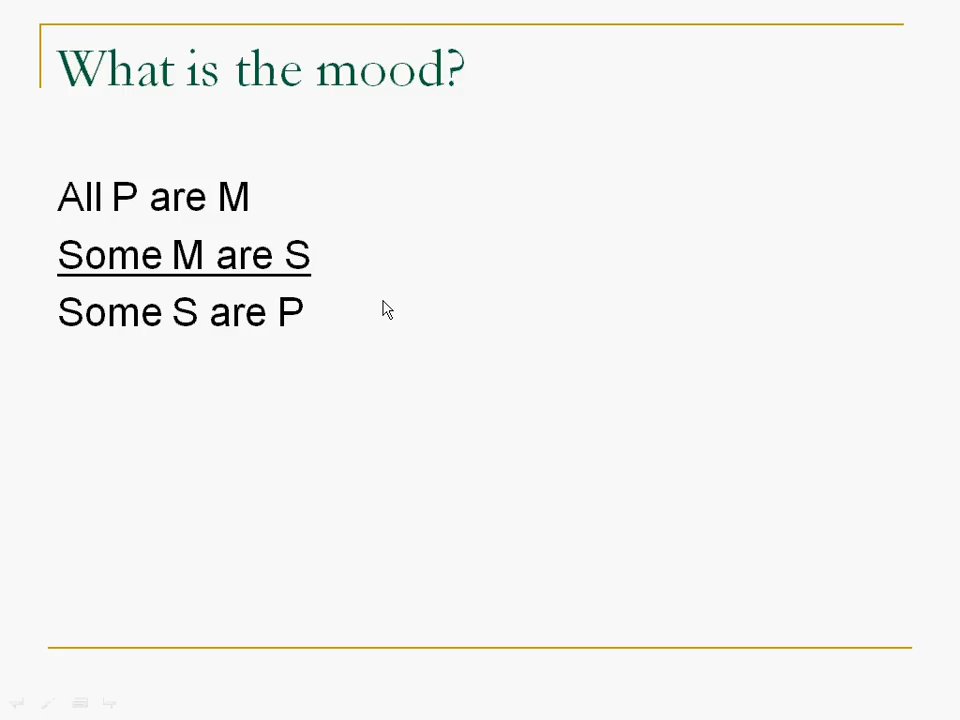 What is the mood?
All P are M
Some M are S
Some S are P